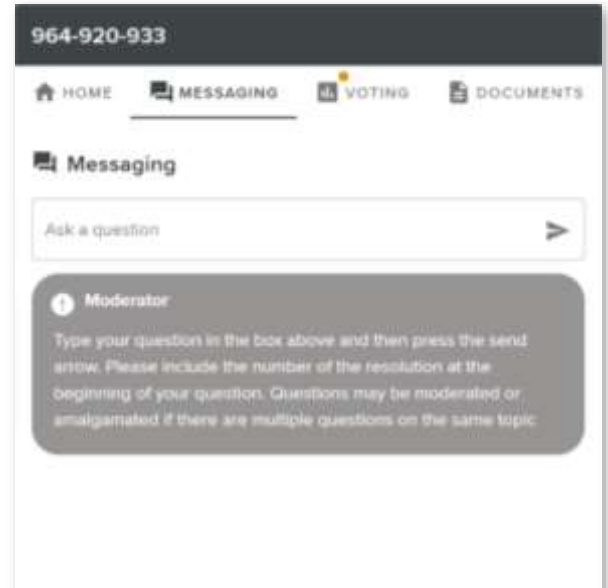 964-920-933
HOME MESSAGING VOTING DOCUMENTS
Messaging
Ask a question
Moderator
Type your question in the box above and then press the send
arrow. Please include the number of the resolution at the
beginning of your question. Questions may be moderated or
amalgamated if there are multiple questions on the same topic